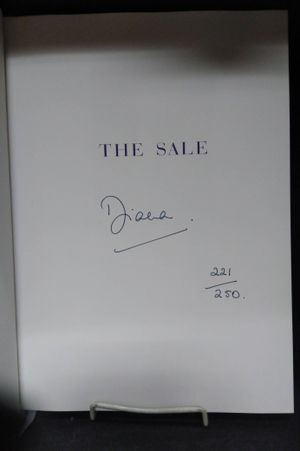 THE SALE
Diana.
221
250.